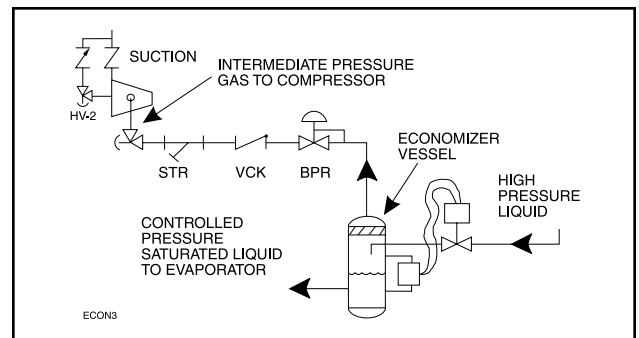 SUCTION
INTERMEDIATE PRESSURE
GAS TO COMPRESSOR
HV-2
STR
VCK
BPR
ECONOMIZER
VESSEL
HIGH
PRESSURE
LIQUID
CONTROLLED
PRESSURE
SATURATED LIQUID
TO EVAPORATOR
ECON3